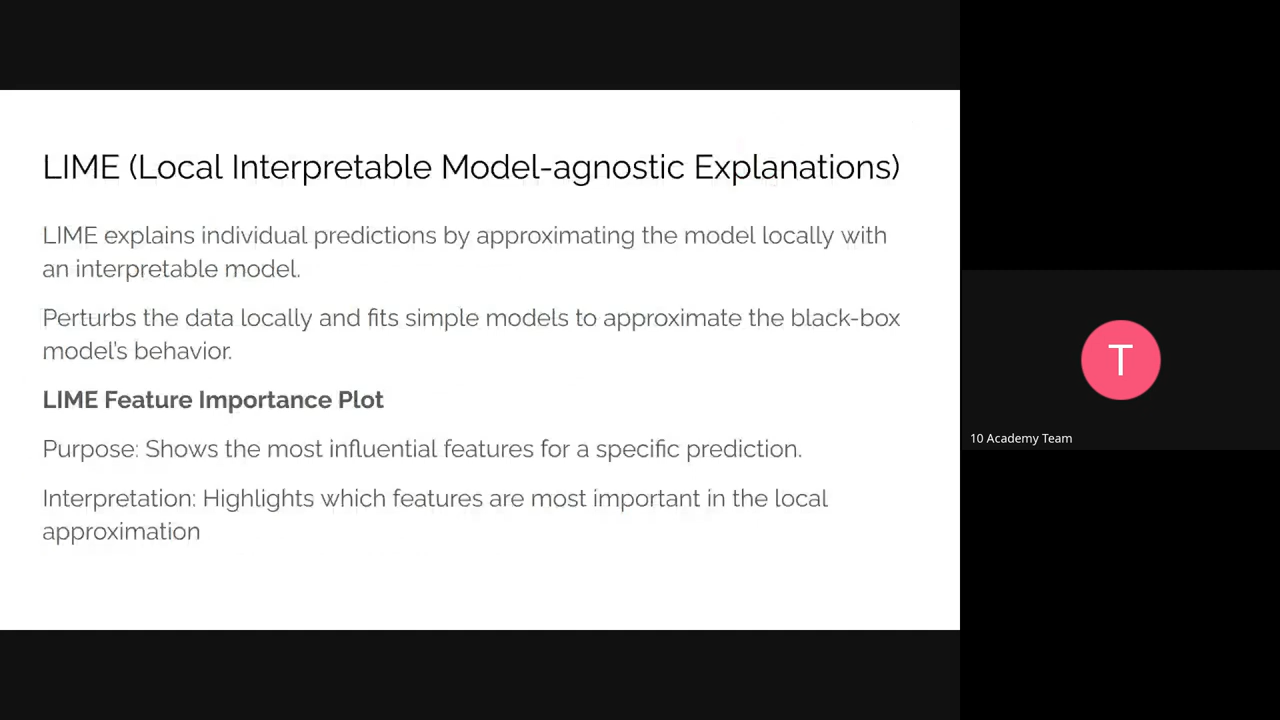 LIME (Local Interpretable Model-agnostic Explanations)
LIME explains individual predictions by approximating the model locally with
an interpretable model.
Perturbs the data locally and fits simple models to approximate the black-box
model’s behavior.
LIME Feature Importance Plot
Purpose: Shows the most influential features for a specific prediction.
Interpretation: Highlights which features are most important in the local
approximation
T
10 Academy Team